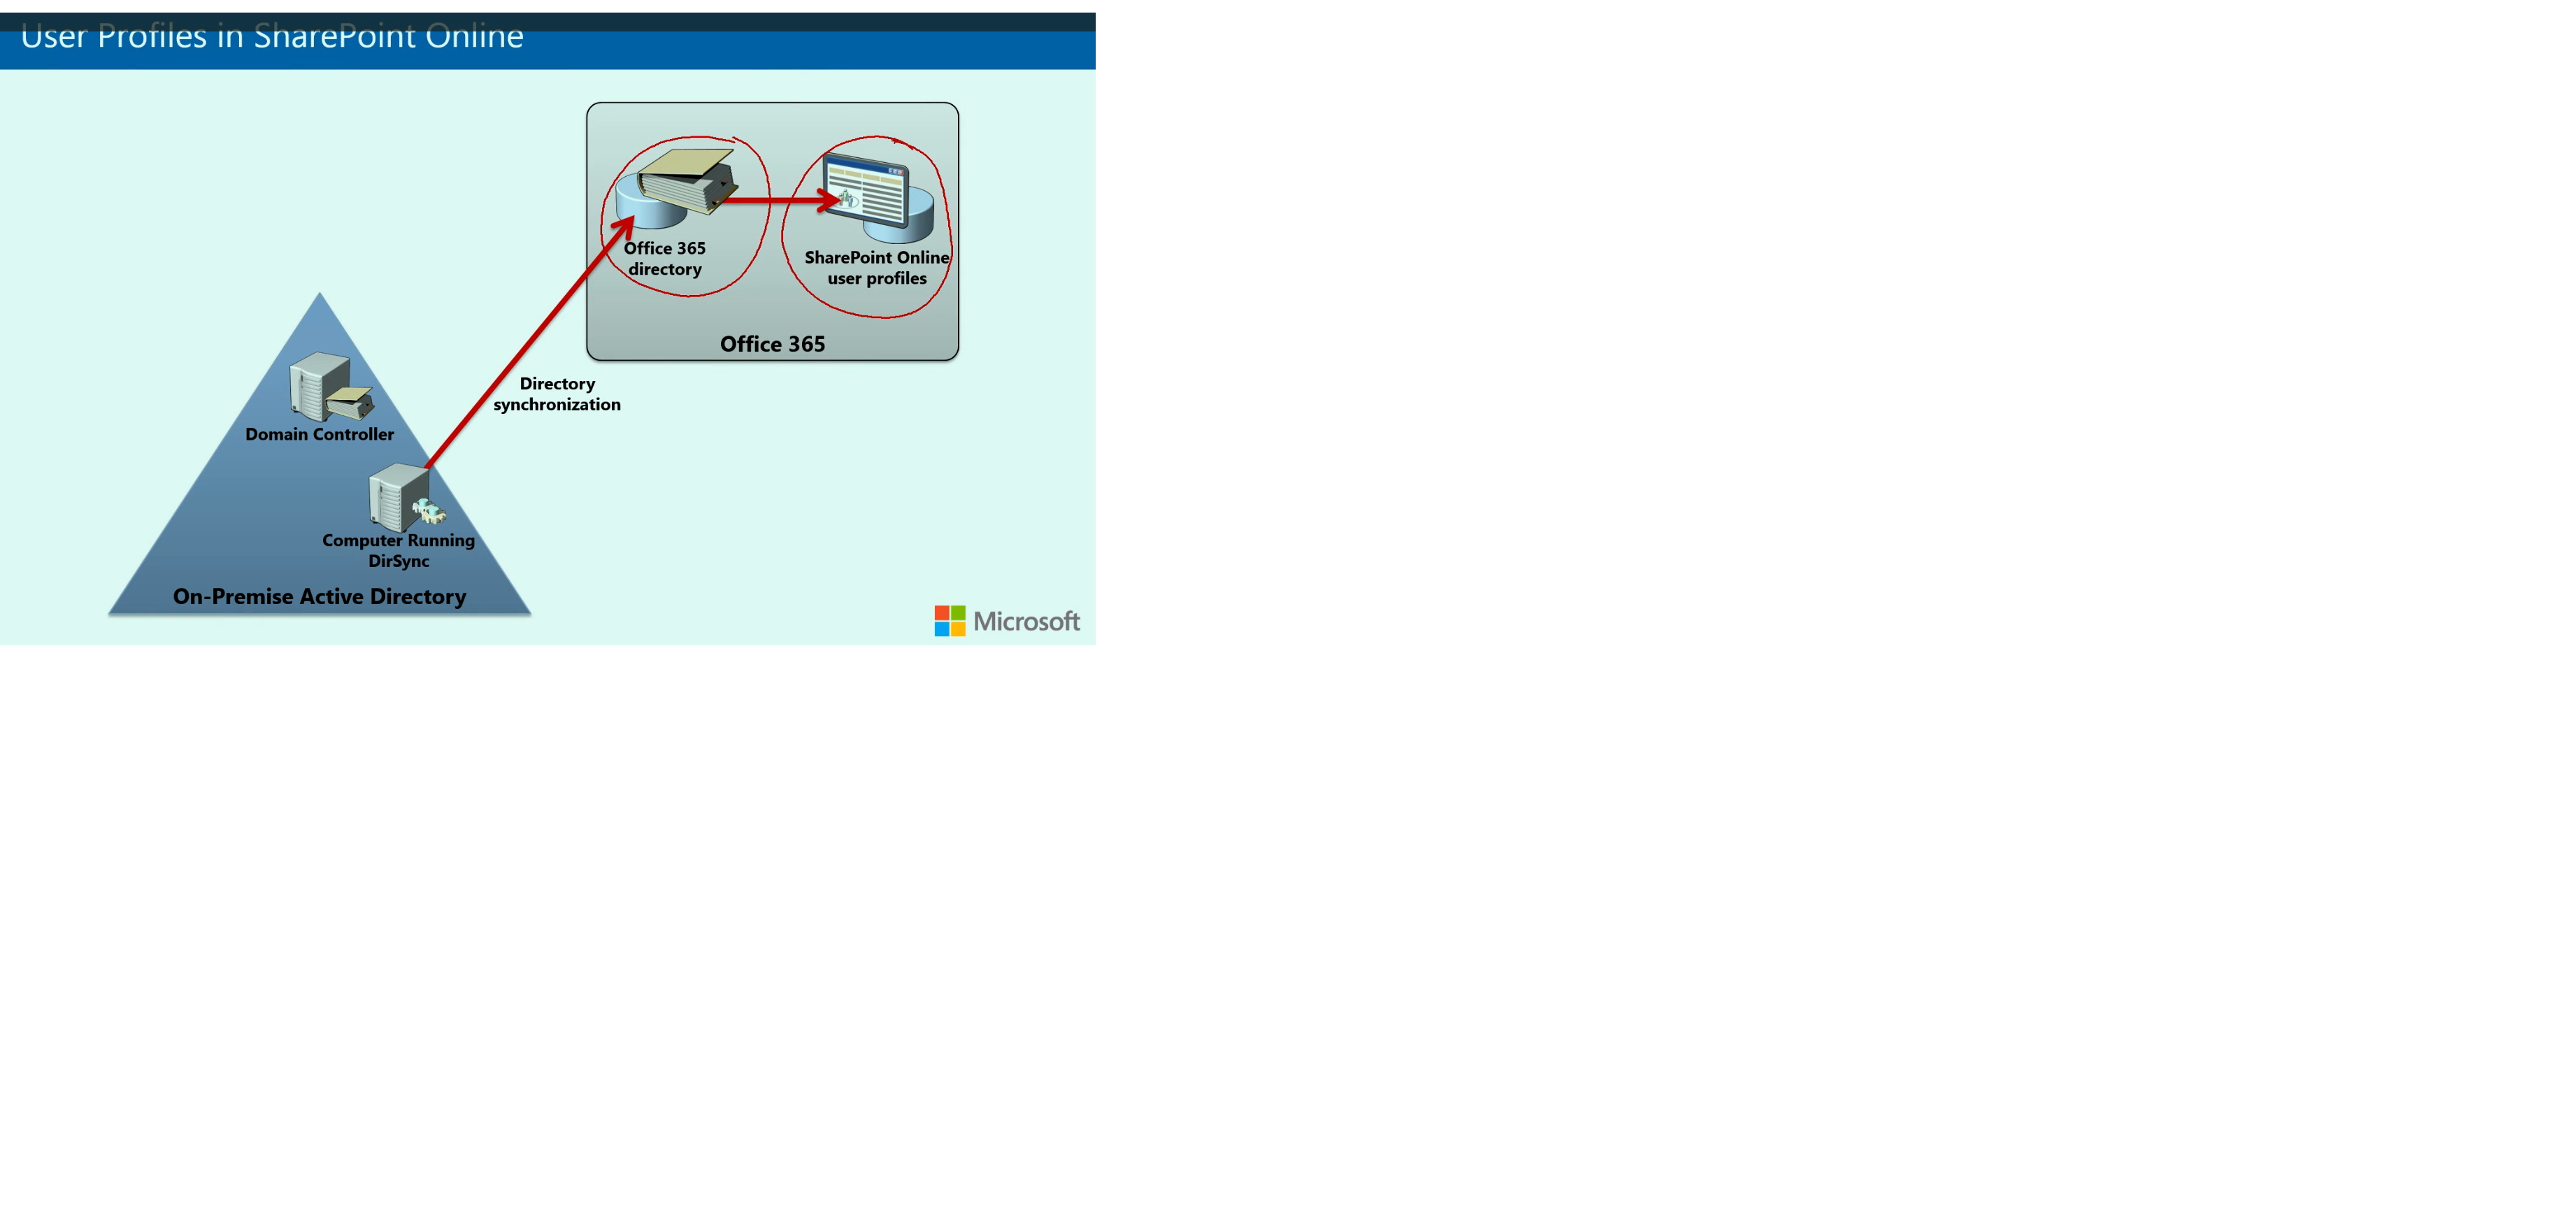 User Profiles in SharePoint Online
Office 365
directory
SharePoint Online
user profiles
Office 365
Directory
synchronization
Domain Controller
Computer Running
DirSync
On-Premise Active Directory
Microsoft